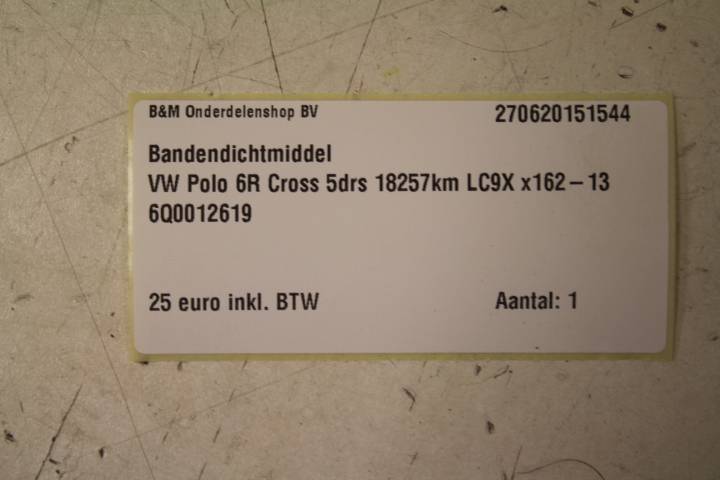 B&M Onderdelenshop BV 270620151544
Bandendichtmiddel
VW Polo 6R Cross 5drs 18257km LC9X x162-13
6Q0012619
25 euro inkl. BTW Aantal: 1